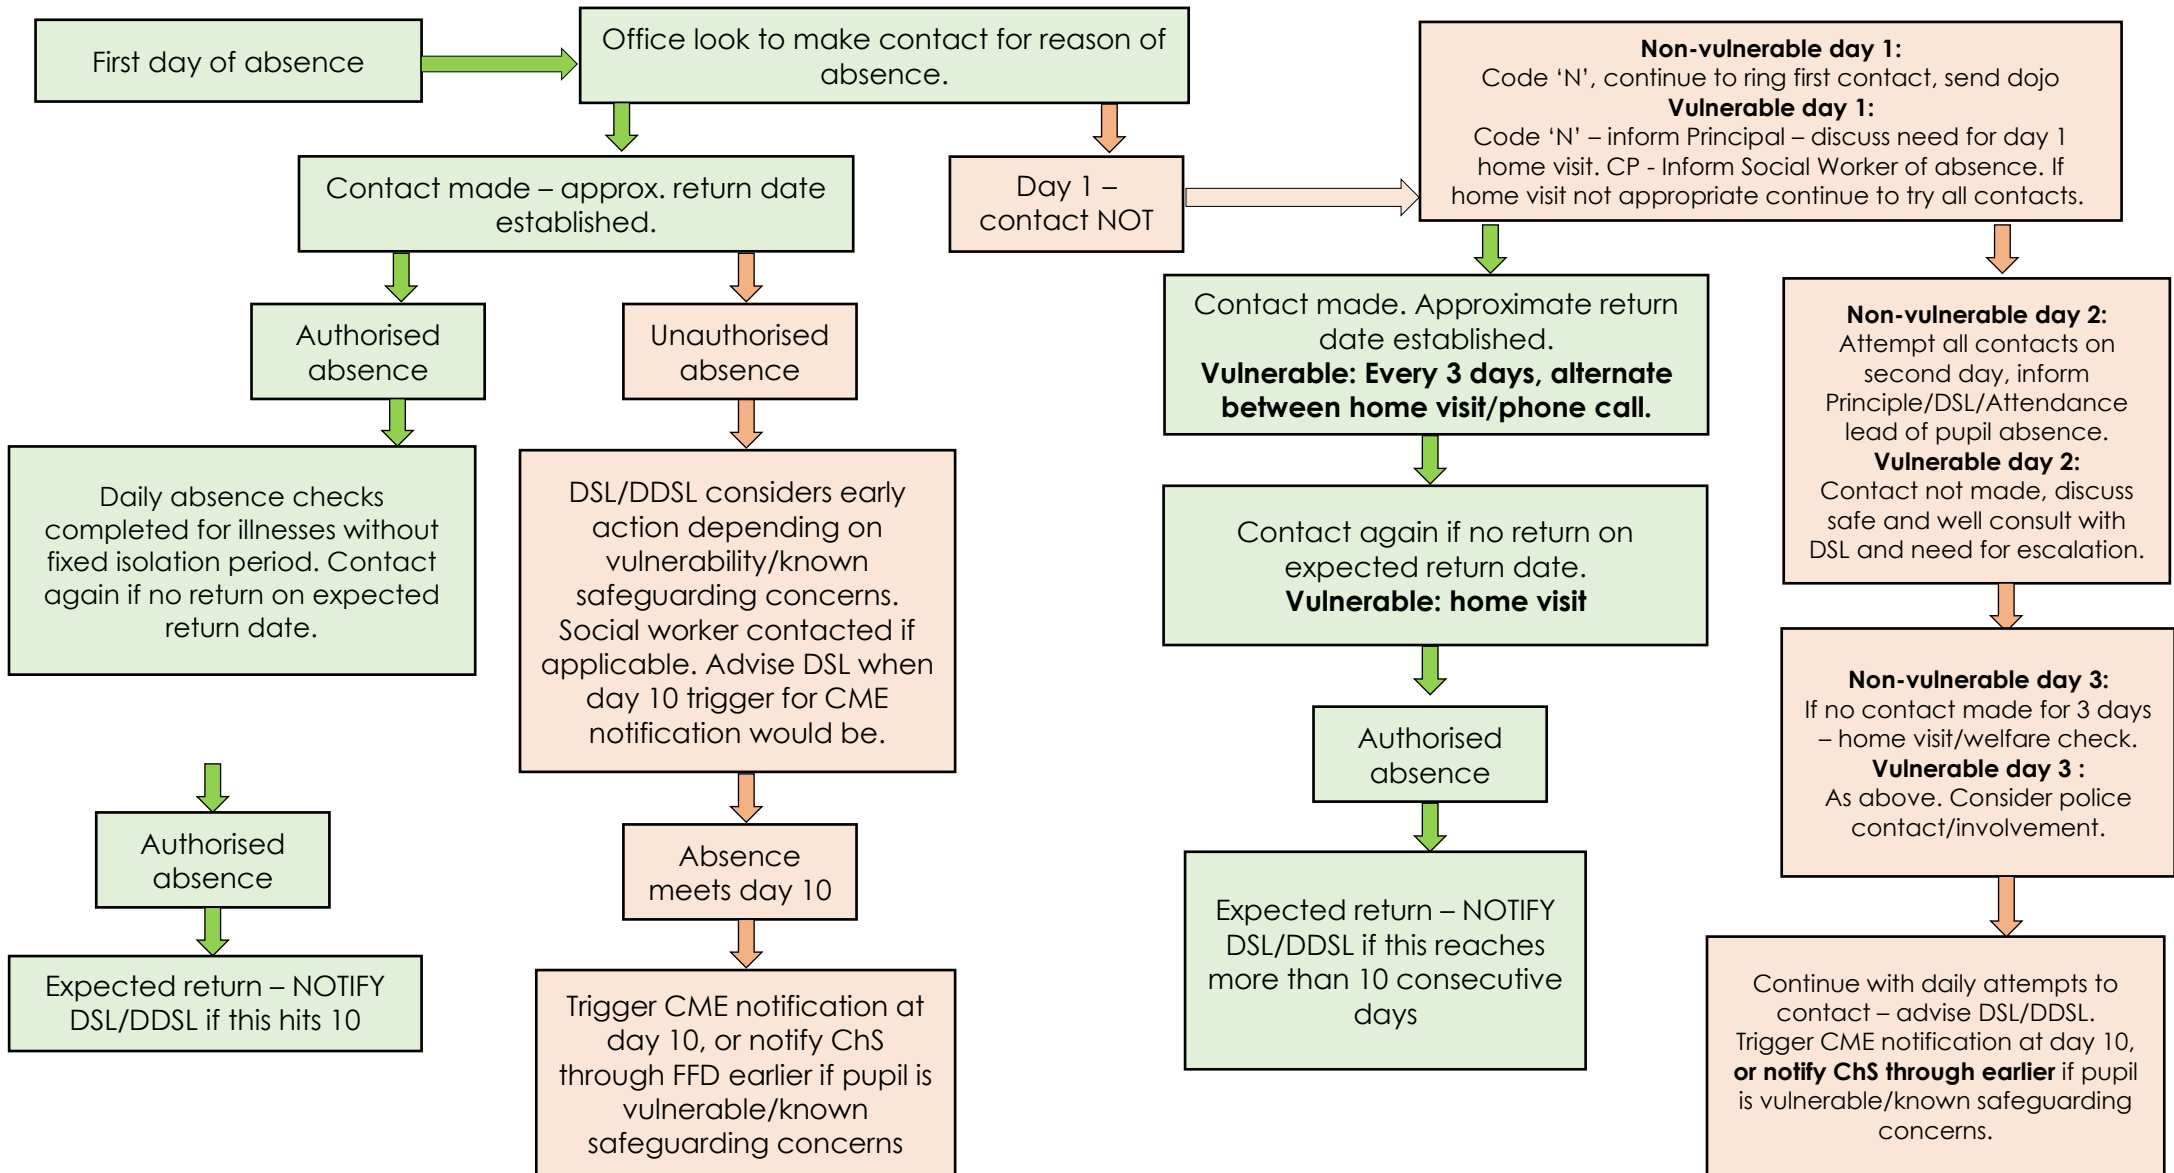 First day of absence
Office look to make contact for reason of
absence.
Non-vulnerable day 1:
Code ‘N’, continue to ring first contact, send dojo
Vulnerable day 1:
Code ‘N’ – inform Principal – discuss need for day 1
home visit. CP - Inform Social Worker of absence. If
home visit not appropriate continue to try all contacts.
Contact made – approx. return date
established.
Day 1 –
contact NOT
Authorised
absence
Unauthorised
absence
Contact made. Approximate return
date established.
Vulnerable: Every 3 days, alternate
between home visit/phone call.
Non-vulnerable day 2:
Attempt all contacts on
second day, inform
Principle/DSL/Attendance
lead of pupil absence.
Vulnerable day 2:
Contact not made, discuss
safe and well consult with
DSL and need for escalation.
Daily absence checks
completed for illnesses without
fixed isolation period. Contact
again if no return on expected
return date.
DSL/DDSL considers early
action depending on
vulnerability/known
safeguarding concerns.
Social worker contacted if
applicable. Advise DSL when
day 10 trigger for CME
notification would be.
Contact again if no return on
expected return date.
Vulnerable: home visit
Non-vulnerable day 3:
If no contact made for 3 days
– home visit/welfare check.
Vulnerable day 3 :
As above. Consider police
contact/involvement.
Authorised
absence
Authorised
absence
Absence
meets day 10
Expected return – NOTIFY
DSL/DDSL if this reaches
more than 10 consecutive
days
Expected return – NOTIFY
DSL/DDSL if this hits 10
Trigger CME notification at
day 10, or notify ChS
through FFD earlier if pupil is
vulnerable/known
safeguarding concerns
Continue with daily attempts to
contact – advise DSL/DDSL.
Trigger CME notification at day 10,
or notify ChS through earlier if pupil
is vulnerable/known safeguarding
concerns.